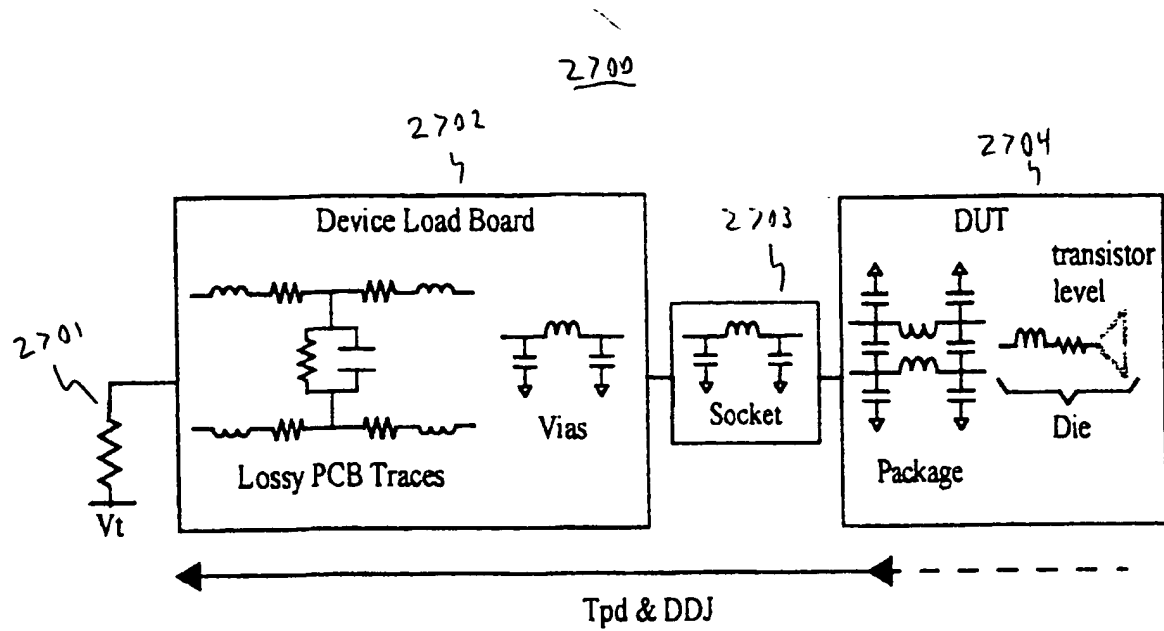 2700
2702
2704
Device Load Board
2703
DUT
transistor
level
2701
Vias
Socket
Die
Lossy PCB Traces
Package
Vt
Tpd & DDJ